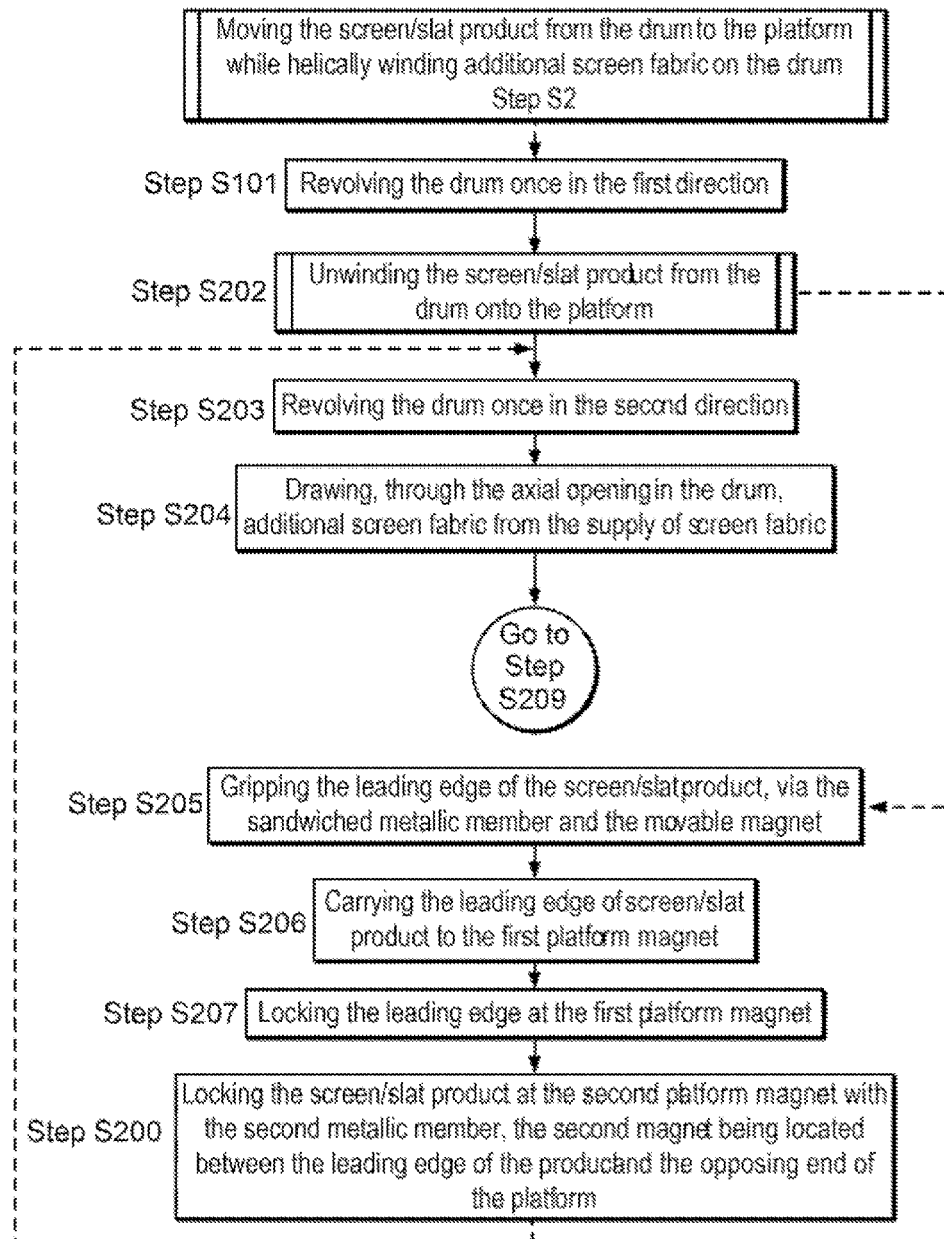 Moving the screen/slat product from the drum to the platform
while helically winding additional screen fabric on the drum
Step S2
Step S101
Revolving the drum once in the first direction
Step S202
Unwinding the screen/slat product from the
drum onto the platform
Step S203
Revolving the drum once in the second direction
Step S204
Drawing, through the axial opening in the drum,
additional screen fabric from the supply of screen fabric
Go to
Step
S209
Step S205
Gripping the leading edge of the screen/slat product, via the
sandwiched metallic member and the movable magnet
Step S206
Carrying the leading edge of screen/slat
product to the first platform magnet
Step S207
Locking the leading edge at the first platform magnet
Step S200
Locking the screen/slat product at the second platform magnet with
the second metallic member, the second magnet being located
between the leading edge of the product and the opposing end of
the platform